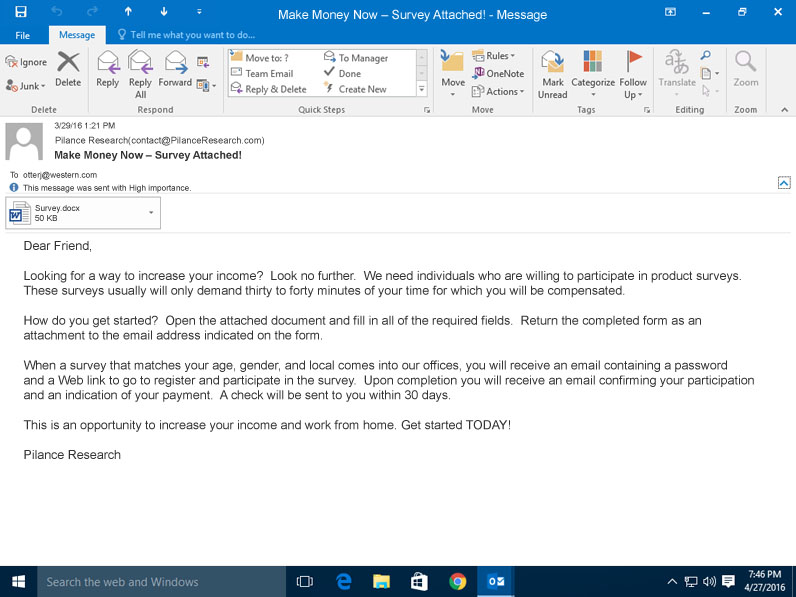 Make Money Now – Survey Attached! - Message
File Message Tell me what you want to do...
Ignore
Junk
Delete
Reply
Reply All
Forward
Move to: ?
Team Email
Reply & Delete
To Manager
Done
Create New
Move
Rules
OneNote
Actions
Mark Unread
Categorize
Follow Up
Translate
Zoom
Delete Respond Quick Steps Move Tags Editing Zoom
3/29/16 1:21 PM
Pilance Research(contact@PilanceResearch.com)
Make Money Now – Survey Attached!
To otterj@western.com
This message was sent with High importance.
Survey.docx
50 KB
Dear Friend,
Looking for a way to increase your income? Look no further. We need individuals who are willing to participate in product surveys.
These surveys usually will only demand thirty to forty minutes of your time for which you will be compensated.
How do you get started? Open the attached document and fill in all of the required fields. Return the completed form as an
attachment to the email address indicated on the form.
When a survey that matches your age, gender, and local comes into our offices, you will receive an email containing a password
and a Web link to go to register and participate in the survey. Upon completion you will receive an email confirming your participation
and an indication of your payment. A check will be sent to you within 30 days.
This is an opportunity to increase your income and work from home. Get started TODAY!
Pilance Research
Search the web and Windows
7:46 PM
4/27/2016